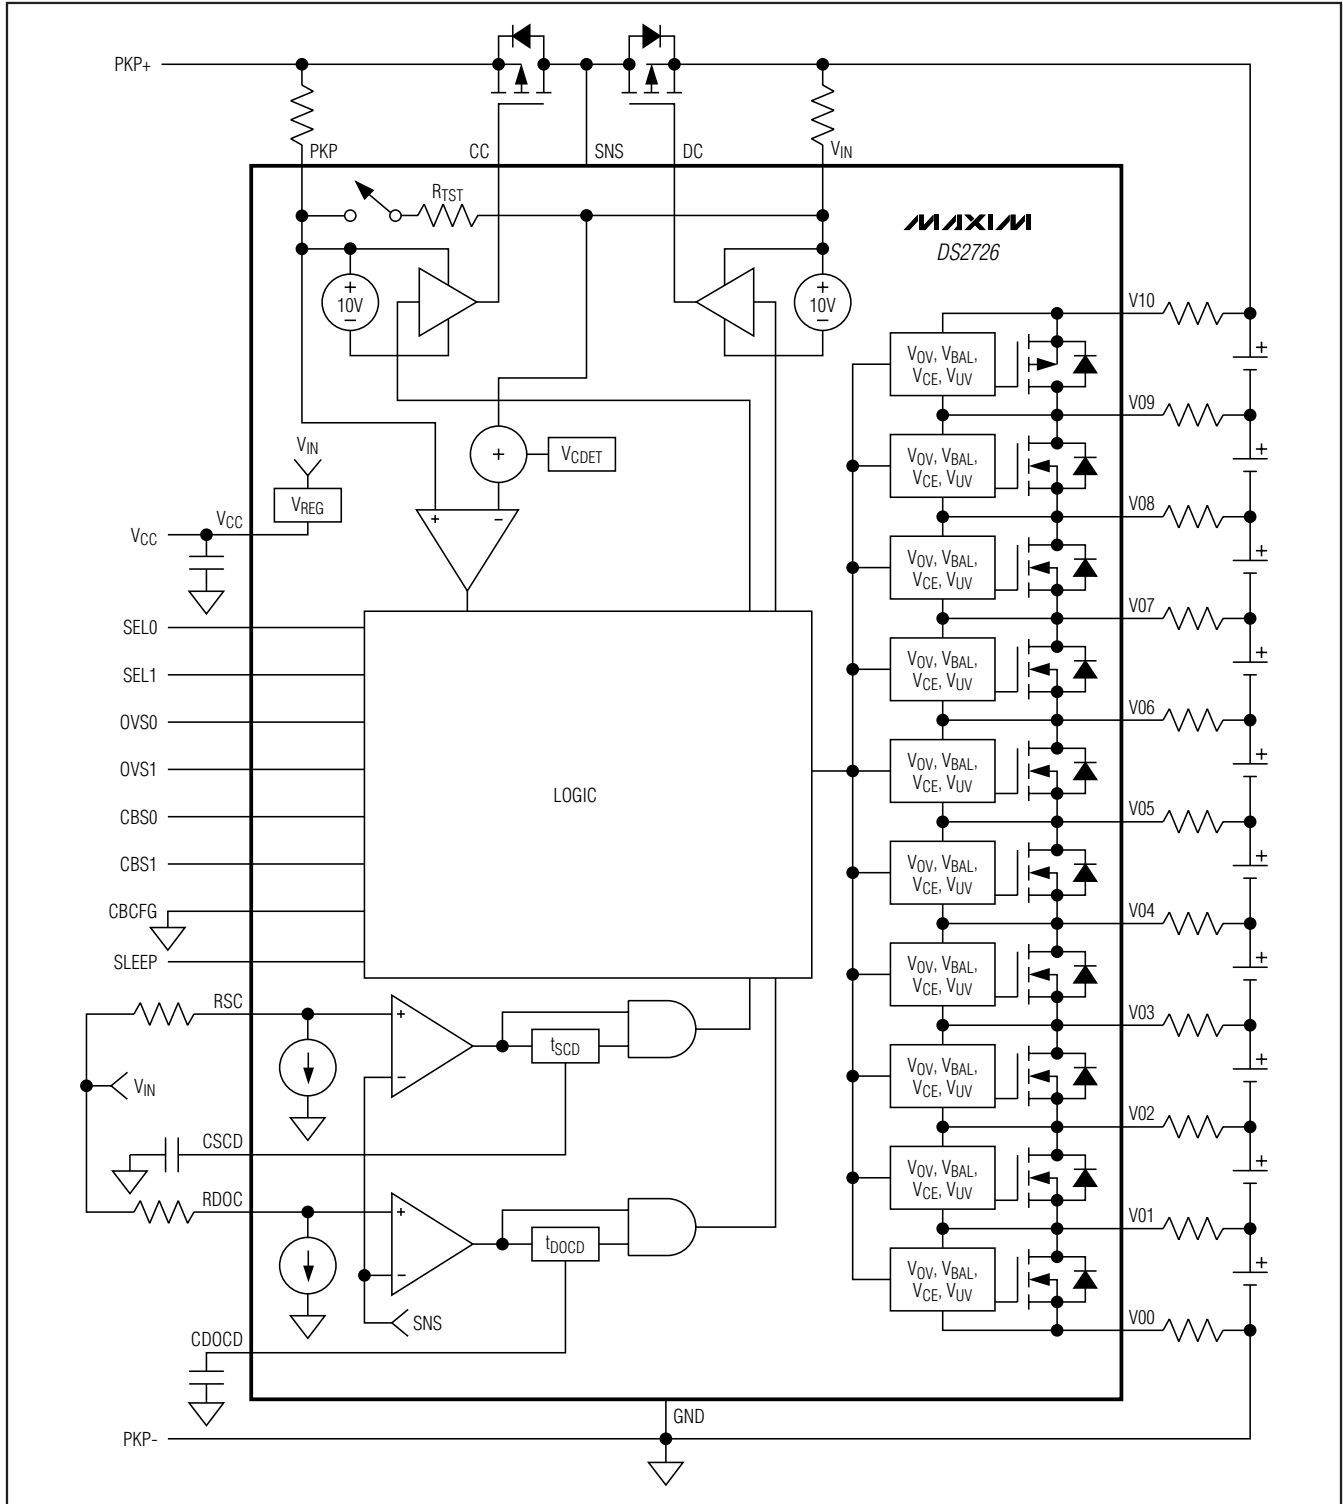 PKP+
PKP
CC
SNS
DC
VIN
RTST
MAXIM
DS2726
+
10V
−
+
10V
−
V10
+
VOV, VBAL,
VCE, VUV
V09
+
VOV, VBAL,
VCE, VUV
V08
+
VOV, VBAL,
VCE, VUV
V07
+
VOV, VBAL,
VCE, VUV
V06
+
VOV, VBAL,
VCE, VUV
V05
+
VOV, VBAL,
VCE, VUV
V04
+
VOV, VBAL,
VCE, VUV
V03
+
VOV, VBAL,
VCE, VUV
V02
+
VOV, VBAL,
VCE, VUV
V01
+
VOV, VBAL,
VCE, VUV
V00
VIN
+
VCDET
VREG
+
−
VCC
VCC
SEL0
SEL1
OVS0
OVS1
CBS0
CBS1
CBCFG
SLEEP
LOGIC
RSC
+
−
tSCD
VIN
CSCD
RDOC
+
−
tDOCD
SNS
CDOCD
GND
PKP-